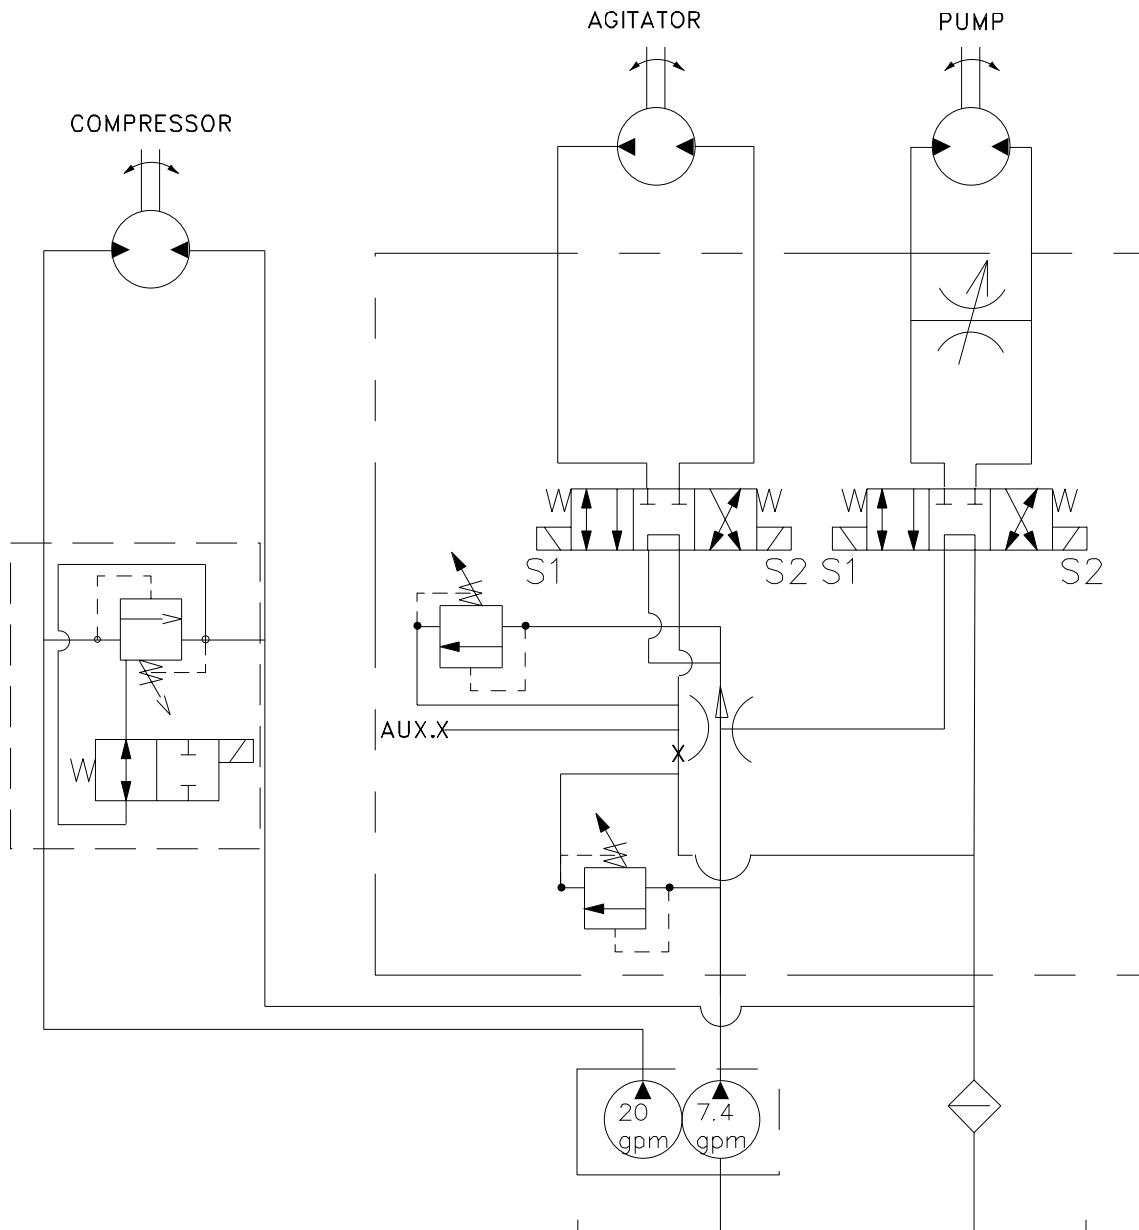 AGITATOR
PUMP
COMPRESSOR
S1
S2
S1
S2
AUX.X
X
20
gpm
7.4
gpm